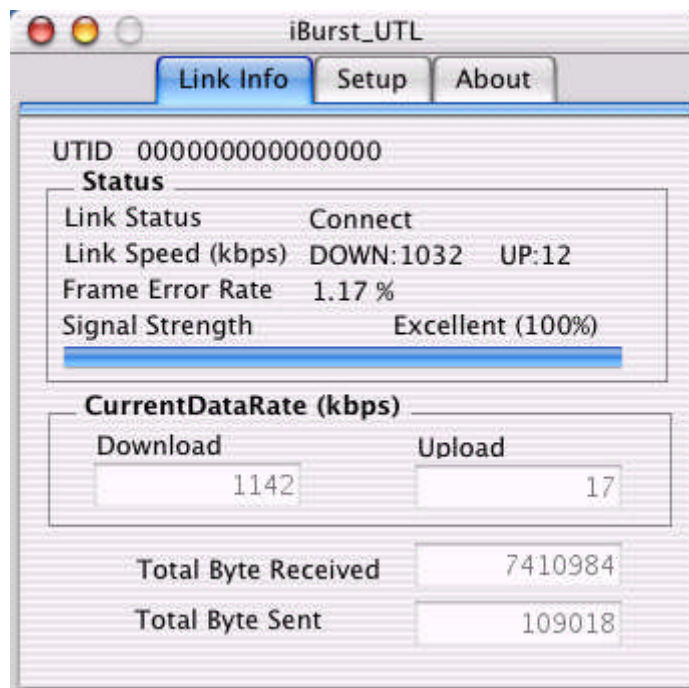 iBurst_UTL
Link Info Setup About
UTID 000000000000000
Status
Link Status Connect
Link Speed (kbps) DOWN:1032 UP:12
Frame Error Rate 1.17 %
Signal Strength Excellent (100%)
CurrentDataRate (kbps)
Download Upload
1142 17
Total Byte Received 7410984
Total Byte Sent 109018